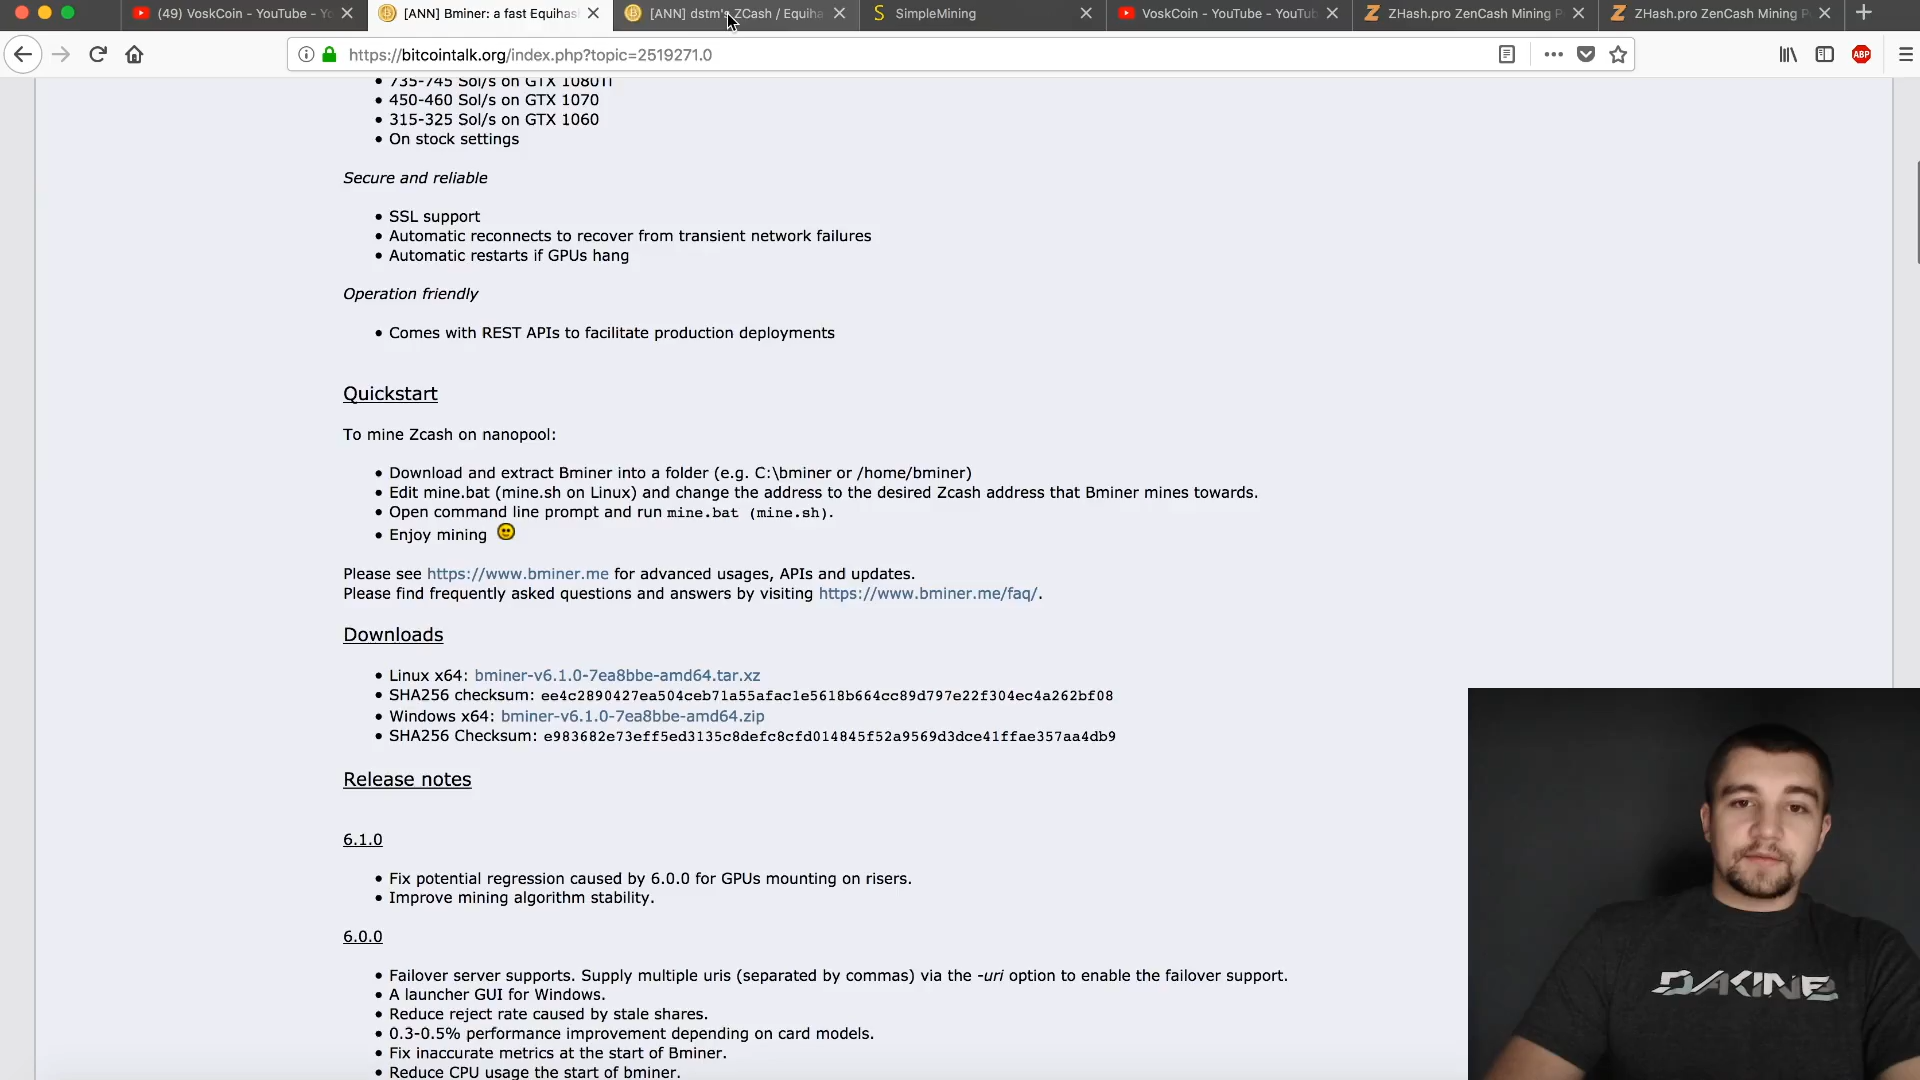 (49) VoskCoin - YouTube - Yo
[ANN] Bminer: a fast Equihas
[ANN] dstm's ZCash / Equiha
SimpleMining
VoskCoin - YouTube - YouTu
ZHash.pro ZenCash Mining P
ZHash.pro ZenCash Mining P
https://bitcointalk.org/index.php?topic=2519271.0
ABP
735-745 Sol/s on GTX 1080Ti
450-460 Sol/s on GTX 1070
315-325 Sol/s on GTX 1060
On stock settings
Secure and reliable
SSL support
Automatic reconnects to recover from transient network failures
Automatic restarts if GPUs hang
Operation friendly
Comes with REST APIs to facilitate production deployments
Quickstart
To mine Zcash on nanopool:
Download and extract Bminer into a folder (e.g. C:\bminer or /home/bminer)
Edit mine.bat (mine.sh on Linux) and change the address to the desired Zcash address that Bminer mines towards.
Open command line prompt and run mine.bat (mine.sh).
Enjoy mining
Please see https://www.bminer.me for advanced usages, APIs and updates.
Please find frequently asked questions and answers by visiting https://www.bminer.me/faq/.
Downloads
Linux x64: bminer-v6.1.0-7ea8bbe-amd64.tar.xz
SHA256 checksum: ee4c2890427ea504ceb71a55afac1e5618b664cc89d797e22f304ec4a262bf08
Windows x64: bminer-v6.1.0-7ea8bbe-amd64.zip
SHA256 Checksum: e983682e73eff5ed3135c8defc8cfd014845f52a9569d3dce41ffae357aa4db9
Release notes
6.1.0
Fix potential regression caused by 6.0.0 for GPUs mounting on risers.
Improve mining algorithm stability.
6.0.0
Failover server supports. Supply multiple uris (separated by commas) via the -uri option to enable the failover support.
A launcher GUI for Windows.
Reduce reject rate caused by stale shares.
0.3-0.5% performance improvement depending on card models.
Fix inaccurate metrics at the start of Bminer.
Reduce CPU usage the start of bminer.
DAKINE